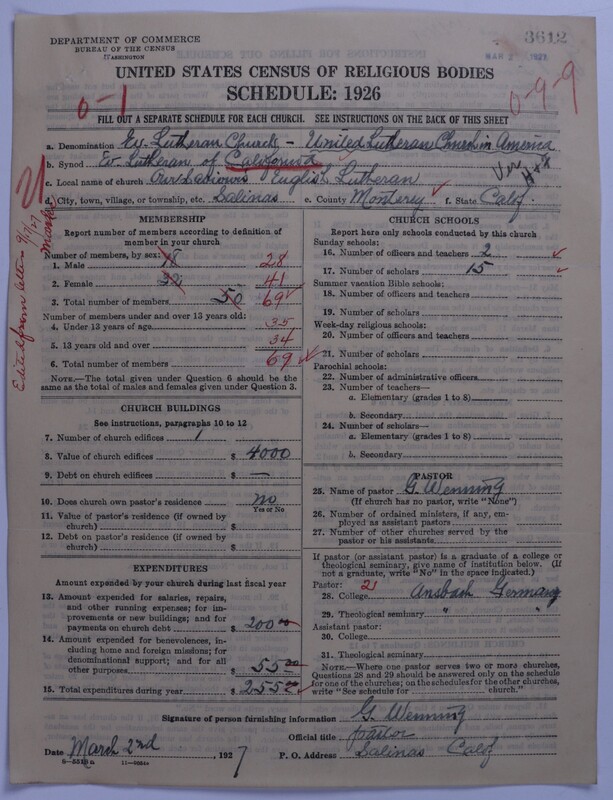 DEPARTMENT OF COMMERCE
BUREAU OF THE CENSUS
WASHINGTON
3612
UNITED STATES CENSUS OF RELIGIOUS BODIES
SCHEDULE: 1926
0-1
0-9-9
FILL OUT A SEPARATE SCHEDULE FOR EACH CHURCH. SEE INSTRUCTIONS ON THE BACK OF THIS SHEET
a. Denomination Ev. Lutheran Church - United Lutheran Church in America
b. Synod Ev Lutheran of California
c. Local name of church Our Saviour's English Lutheran
Ver
d. City, town, village, or township, etc. Salinas e. County Monterey f. State Calif.
Edited from letter 9/7/27
MEMBERSHIP
Report number of members according to definition of member in your church
Number of members, by sex:
1. Male 18 28
2. Female 32 41
3. Total number of members 50 69
Number of members under and over 13 years old:
4. Under 13 years of age 35
5. 13 years old and over 34
6. Total number of members 69
NOTE.—The total given under Question 6 should be the same as the total of males and females given under Question 3.
CHURCH BUILDINGS
See instructions, paragraphs 10 to 12
7. Number of church edifices 1
8. Value of church edifices $ 4000
9. Debt on church edifices $ —
10. Does church own pastor's residence no
Yes or No
11. Value of pastor's residence (if owned by church) $
12. Debt on pastor's residence (if owned by church) $
EXPENDITURES
Amount expended by your church during last fiscal year
13. Amount expended for salaries, repairs, and other running expenses; for improvements or new buildings; and for payments on church debt $ 200 00
14. Amount expended for benevolences, including home and foreign missions; for denominational support; and for all other purposes $ 55 00
15. Total expenditures during year $ 255
CHURCH SCHOOLS
Report here only schools conducted by this church
Sunday schools:
16. Number of officers and teachers 2
17. Number of scholars 15
Summer vacation Bible schools:
18. Number of officers and teachers
19. Number of scholars
Week-day religious schools:
20. Number of officers and teachers
21. Number of scholars
Parochial schools:
22. Number of administrative officers
23. Number of teachers—
a. Elementary (grades 1 to 8)
b. Secondary
24. Number of scholars—
a. Elementary (grades 1 to 8)
b. Secondary
PASTOR
25. Name of pastor G. Wenning
(If church has no pastor, write "None")
26. Number of ordained ministers, if any, employed as assistant pastors
27. Number of other churches served by the pastor or his assistants
If pastor (or assistant pastor) is a graduate of a college or theological seminary, give name of institution below. (If not a graduate, write "No" in the space indicated.)
Pastor: 21
28. College Ansbach Germany
29. Theological seminary " "
Assistant pastor:
30. College
31. Theological seminary
NOTE.—Where one pastor serves two or more churches, Questions 28 and 29 should be answered only on the schedule for one of the churches; on the schedules for the other churches, write "See schedule for church."
Signature of person furnishing information G. Wenning
Official title pastor
Date March 2nd 1927 P. O. Address Salinas Calif
8-5518a 11-9864a